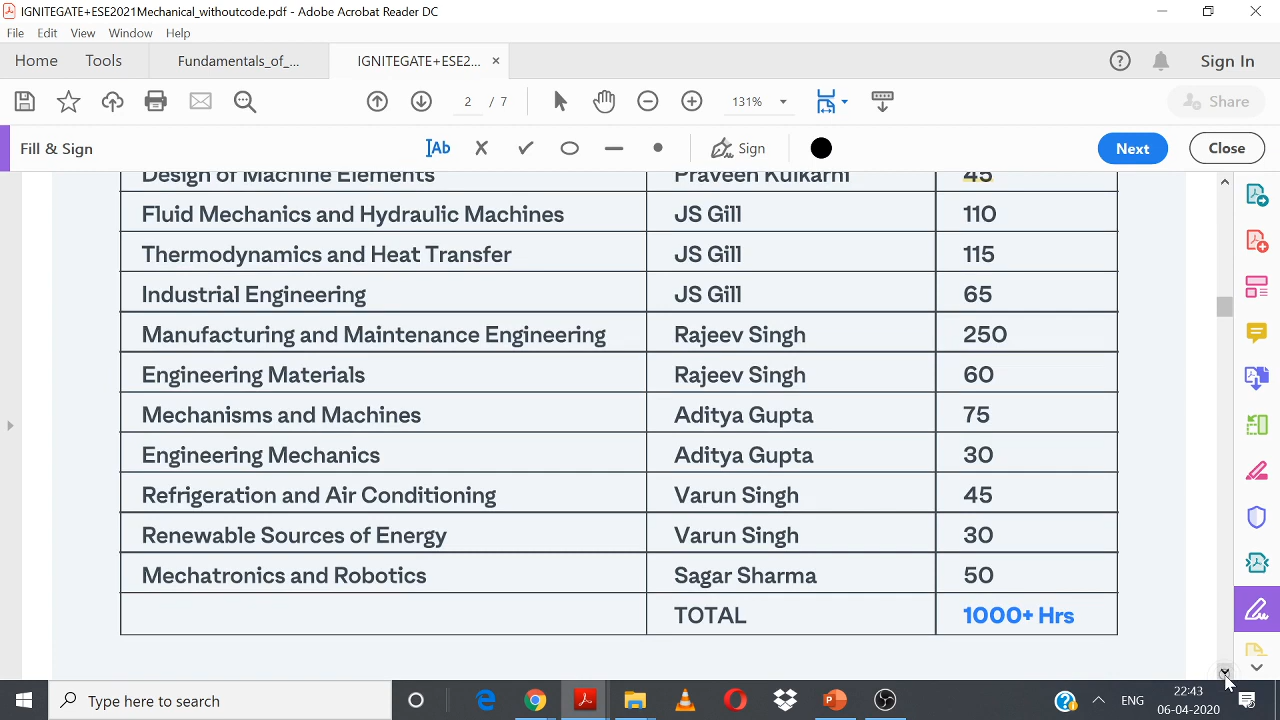 IGNITEGATE+ESE2021Mechanical_withoutcode.pdf - Adobe Acrobat Reader DC
File Edit View Window Help
Home Tools Fundamentals_of_... IGNITEGATE+ESE2... × Sign In
2 / 7 131% Share
Fill & Sign Ab Sign Next Close
Design of Machine Elements Praveen Kulkarni 45
Fluid Mechanics and Hydraulic Machines JS Gill 110
Thermodynamics and Heat Transfer JS Gill 115
Industrial Engineering JS Gill 65
Manufacturing and Maintenance Engineering Rajeev Singh 250
Engineering Materials Rajeev Singh 60
Mechanisms and Machines Aditya Gupta 75
Engineering Mechanics Aditya Gupta 30
Refrigeration and Air Conditioning Varun Singh 45
Renewable Sources of Energy Varun Singh 30
Mechatronics and Robotics Sagar Sharma 50
TOTAL 1000+ Hrs
Type here to search ENG 22:43
06-04-2020